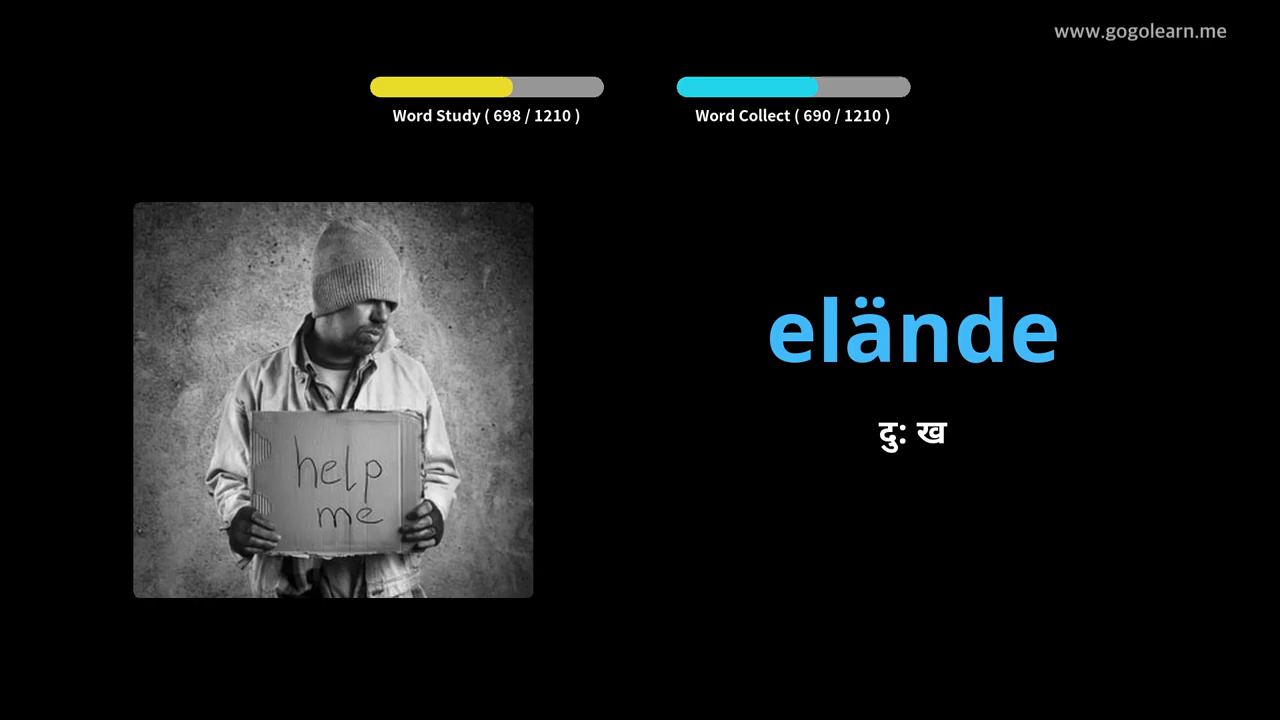 www.gogolearn.me
Word Study ( 698 / 1210 )
Word Collect ( 690 / 1210 )
help
me
elände
दु: ख